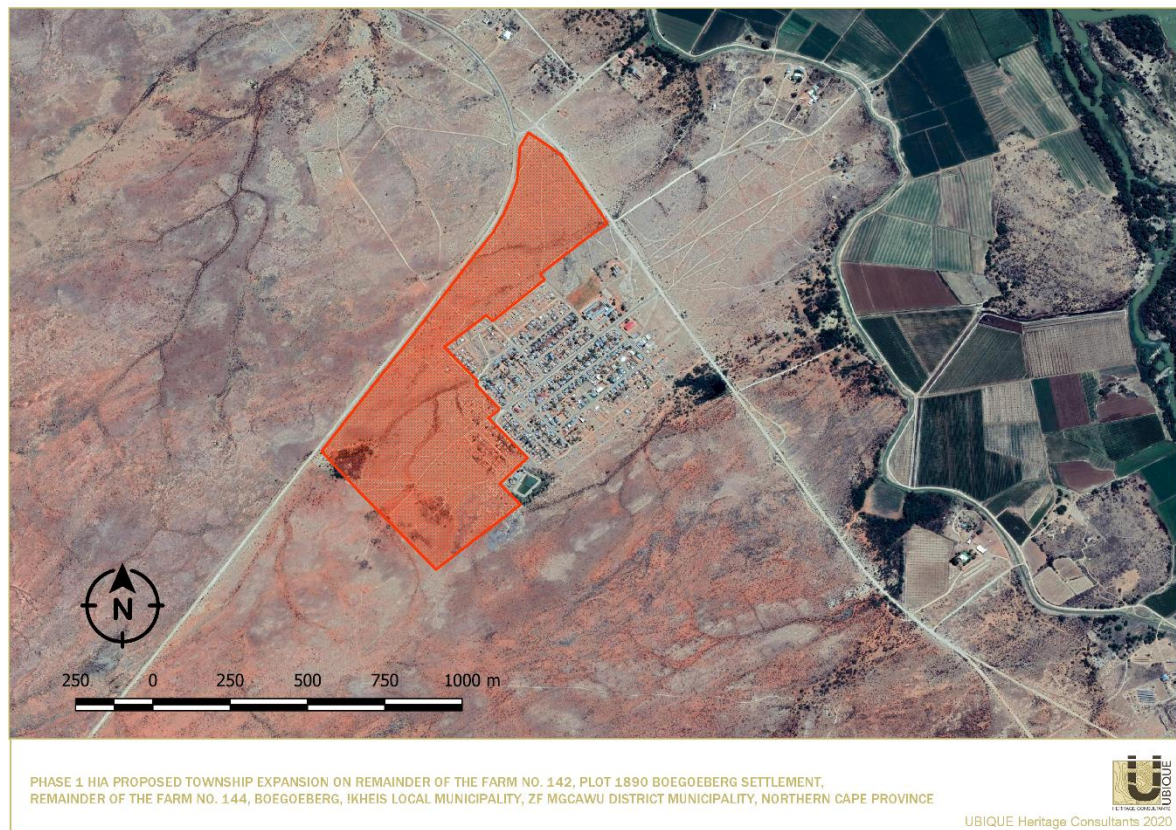 N
250 0 250 500 750 1000 m
PHASE 1 HIA PROPOSED TOWNSHIP EXPANSION ON REMAINDER OF THE FARM NO. 142, PLOT 1890 BOEGOEBERG SETTLEMENT,
REMAINDER OF THE FARM NO. 144, BOEGOEBERG, !KHEIS LOCAL MUNICIPALITY, ZF MGCAWU DISTRICT MUNICIPALITY, NORTHERN CAPE PROVINCE
U
UBIQUE
HERITAGE CONSULTANTS
UBIQUE Heritage Consultants 2020